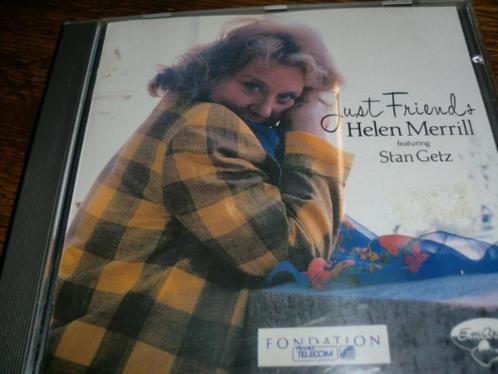 Just Friends
Helen Merrill
featuring
Stan Getz
FONDATION
FRANCE
TELECOM